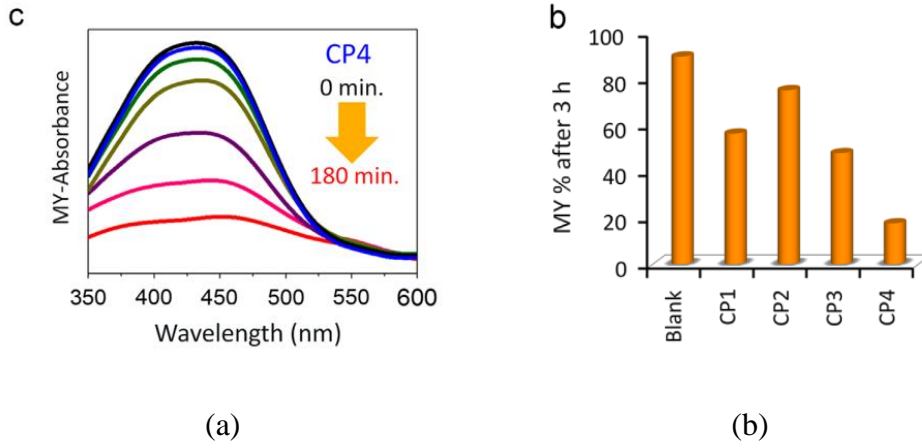 c
CP4
0 min.
180 min.
MY-Absorbance
350 400 450 500 550 600
Wavelength (nm)
(a)
b
MY % after 3 h
100
80
60
40
20
0
Blank
CP1
CP2
CP3
CP4
(b)